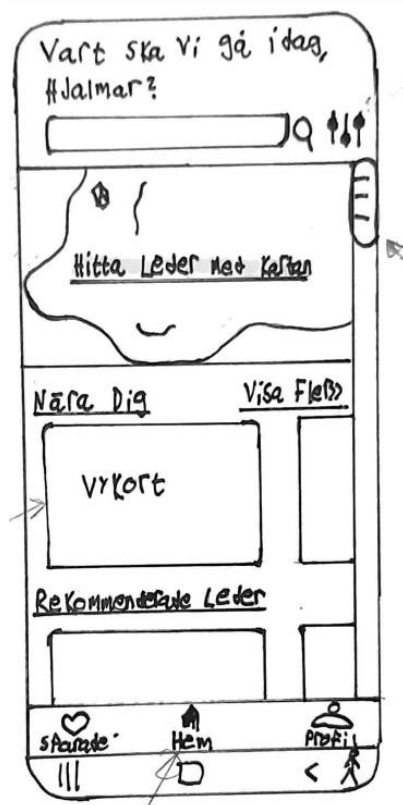 Vart ska vi gå idag,
Hjalmar?
Hitta Leder med kartan
Nära Dig
Visa Fler>>
Vykort
Rekommenderade Leder
Sparade
Hem
Profil